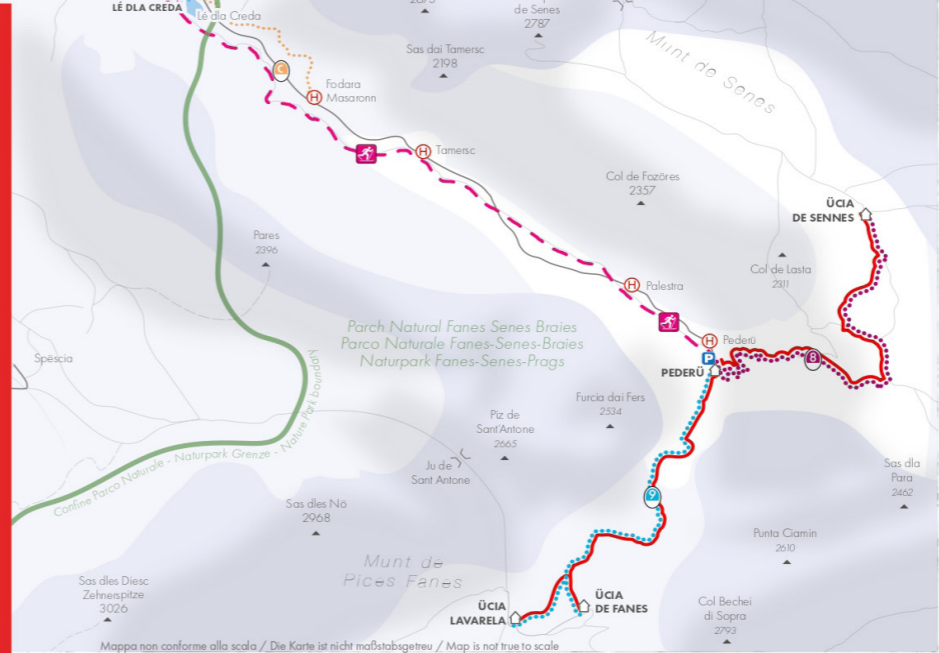 LÉ DLA CREDA
Lé dla Creda
de Senes
2787
Sas dai Tamersc
2198
Munt de Senes
C
Fodara
Masaronn
H
H
Tamersc
Col de Fazöres
2357
ÜCIA
DE SENNES
Pares
2396
Col de Lasta
2311
H
Palestra
Parch Natural Fanes Senes Braies
Parco Naturale Fanes-Senes-Braies
Naturpark Fanes-Senes-Prags
H
Pederü
P
PEDERÜ
8
Spëscia
Confine Parco Naturale - Naturpark Grenze - Nature Park boundary
Furcia dai Fers
2534
Piz de
Sant'Antone
2665
Ju de
Sant Antone
Sas dla
Para
2462
9
Sas dles Nö
2968
Punta Ciamin
2610
Munt de
Pices Fanes
Sas dles Diesc
Zehnerspitze
3026
ÜCIA
LAVARELA
ÜCIA
DE FANES
Col Bechei
di Sopra
2793
Mappa non conforme alla scala / Die Karte ist nicht maßstabsgetreu / Map is not true to scale